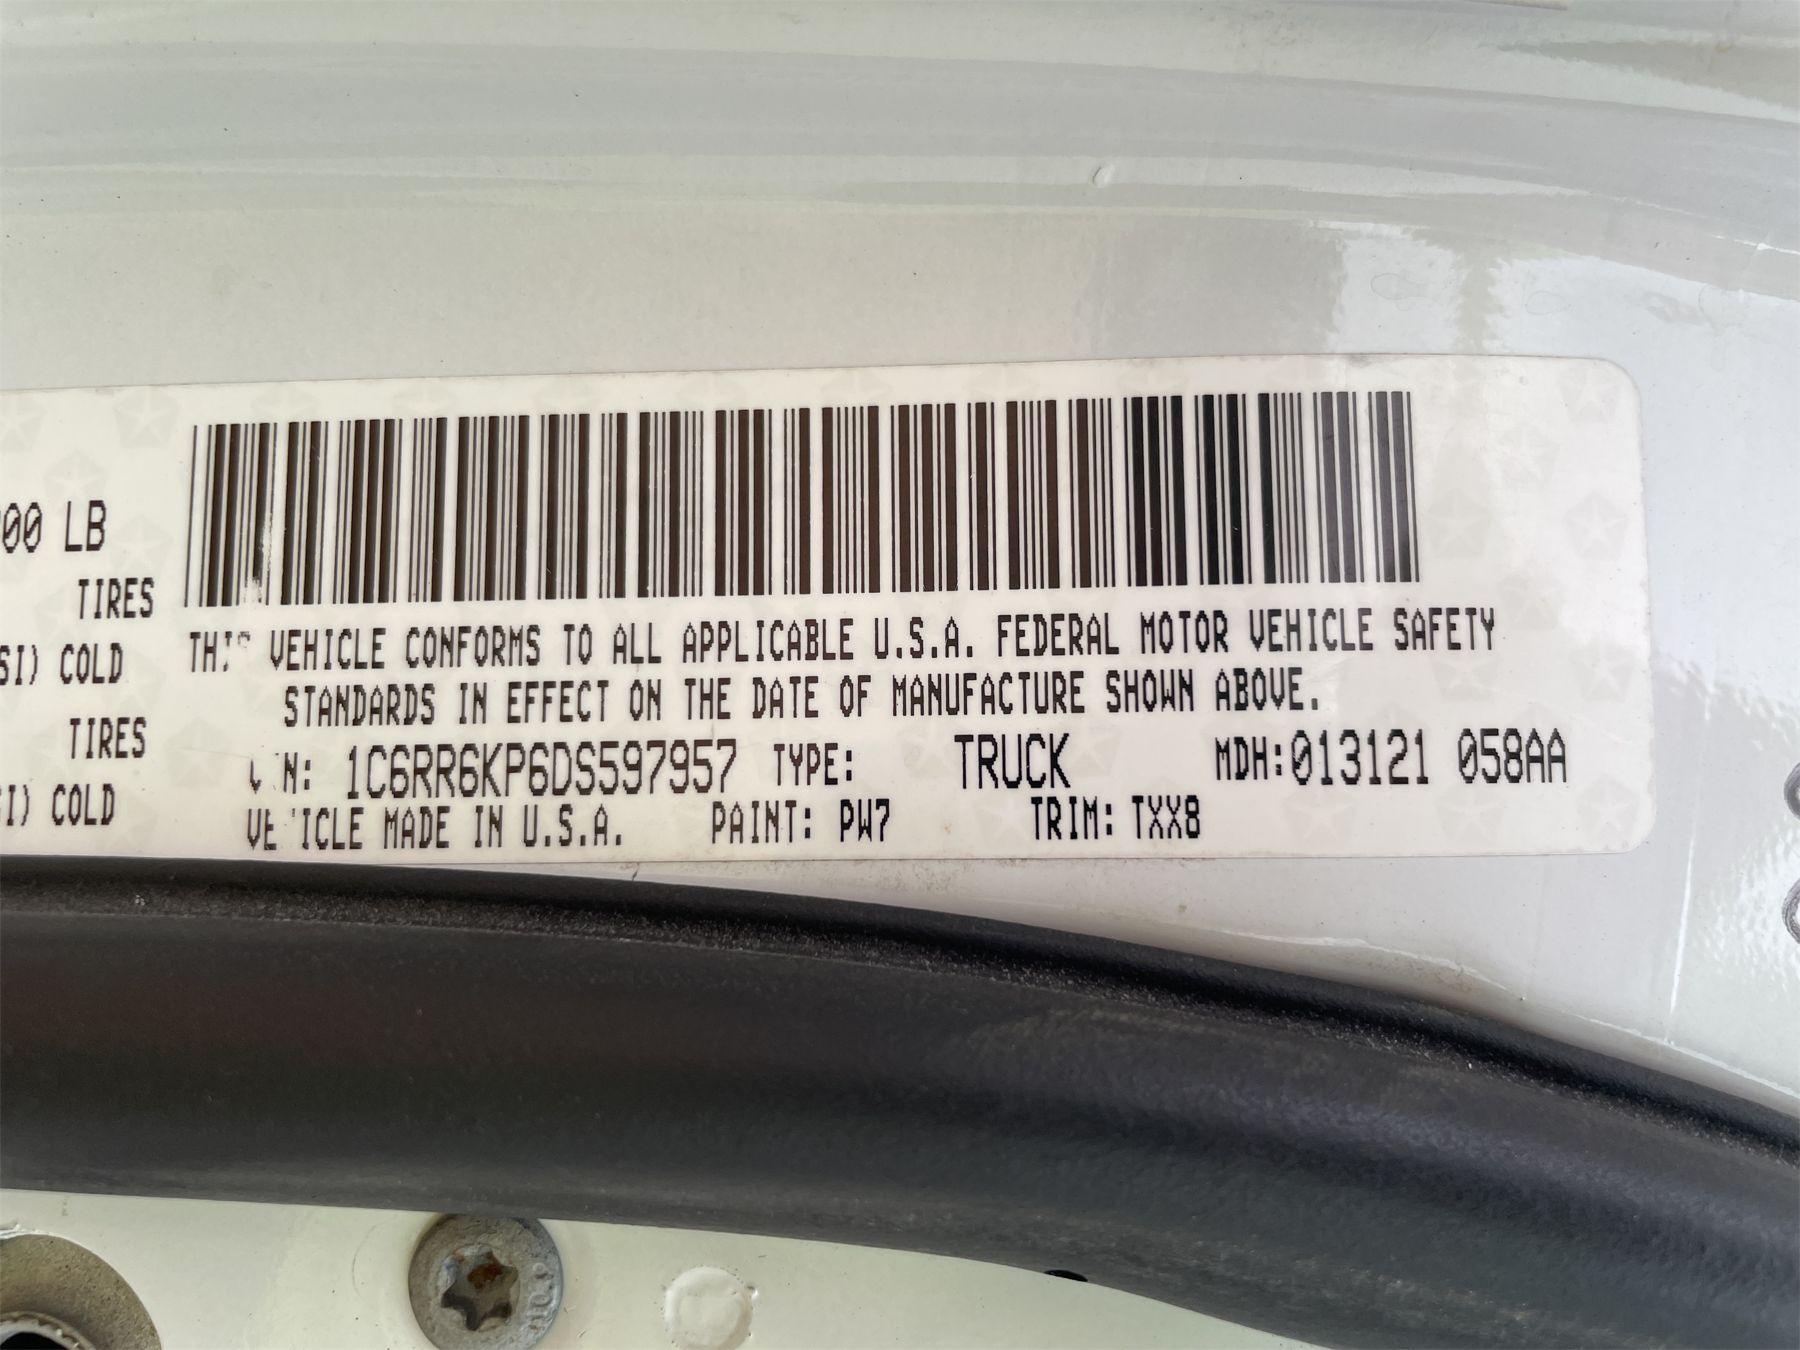 00 LB
TIRES
SI) COLD
TIRES
SI) COLD
THIS VEHICLE CONFORMS TO ALL APPLICABLE U.S.A. FEDERAL MOTOR VEHICLE SAFETY
STANDARDS IN EFFECT ON THE DATE OF MANUFACTURE SHOWN ABOVE.
VIN: 1C6RR6KP6DS597957 TYPE: TRUCK MDH:013121 058AA
VEHICLE MADE IN U.S.A. PAINT: PW7 TRIM: TXX8